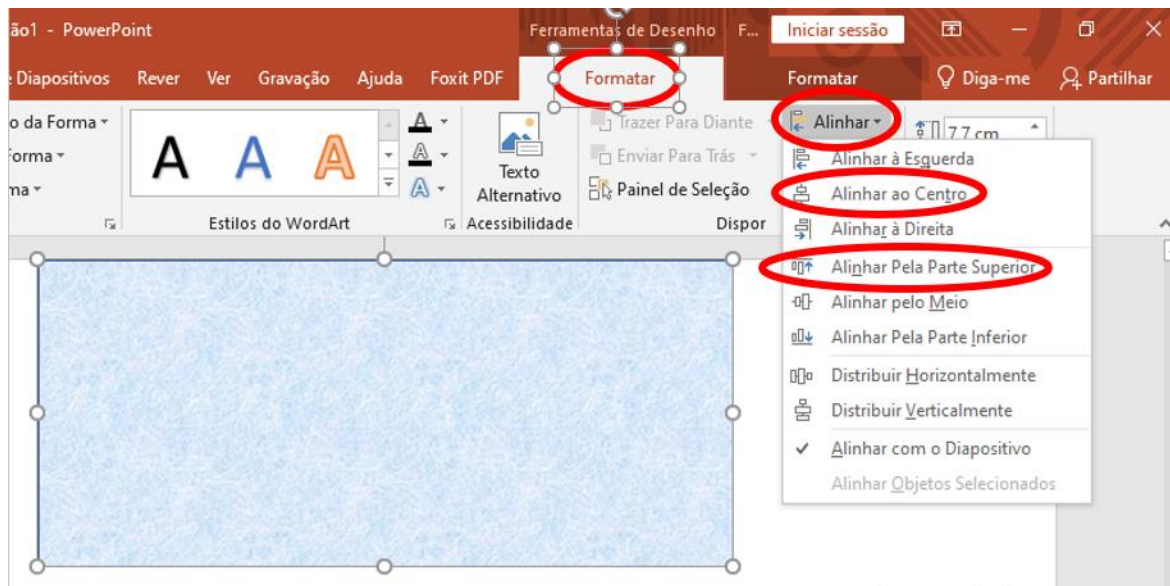 ão1 - PowerPoint
Ferramentas de Desenho
F...
Iniciar sessão
Diapositivos
Rever
Ver
Gravação
Ajuda
Foxit PDF
Formatar
Formatar
Diga-me
Partilhar
o da Forma
orma
ma
A
A
A
A
A
A
Texto
Alternativo
Trazer Para Diante
Enviar Para Trás
Painel de Seleção
Alinhar
7,7 cm
Estilos do WordArt
Acessibilidade
Dispor
Alinhar à Esquerda
Alinhar ao Centro
Alinhar à Direita
Alinhar Pela Parte Superior
Alinhar pelo Meio
Alinhar Pela Parte Inferior
Distribuir Horizontalmente
Distribuir Verticalmente
Alinhar com o Diapositivo
Alinhar Objetos Selecionados